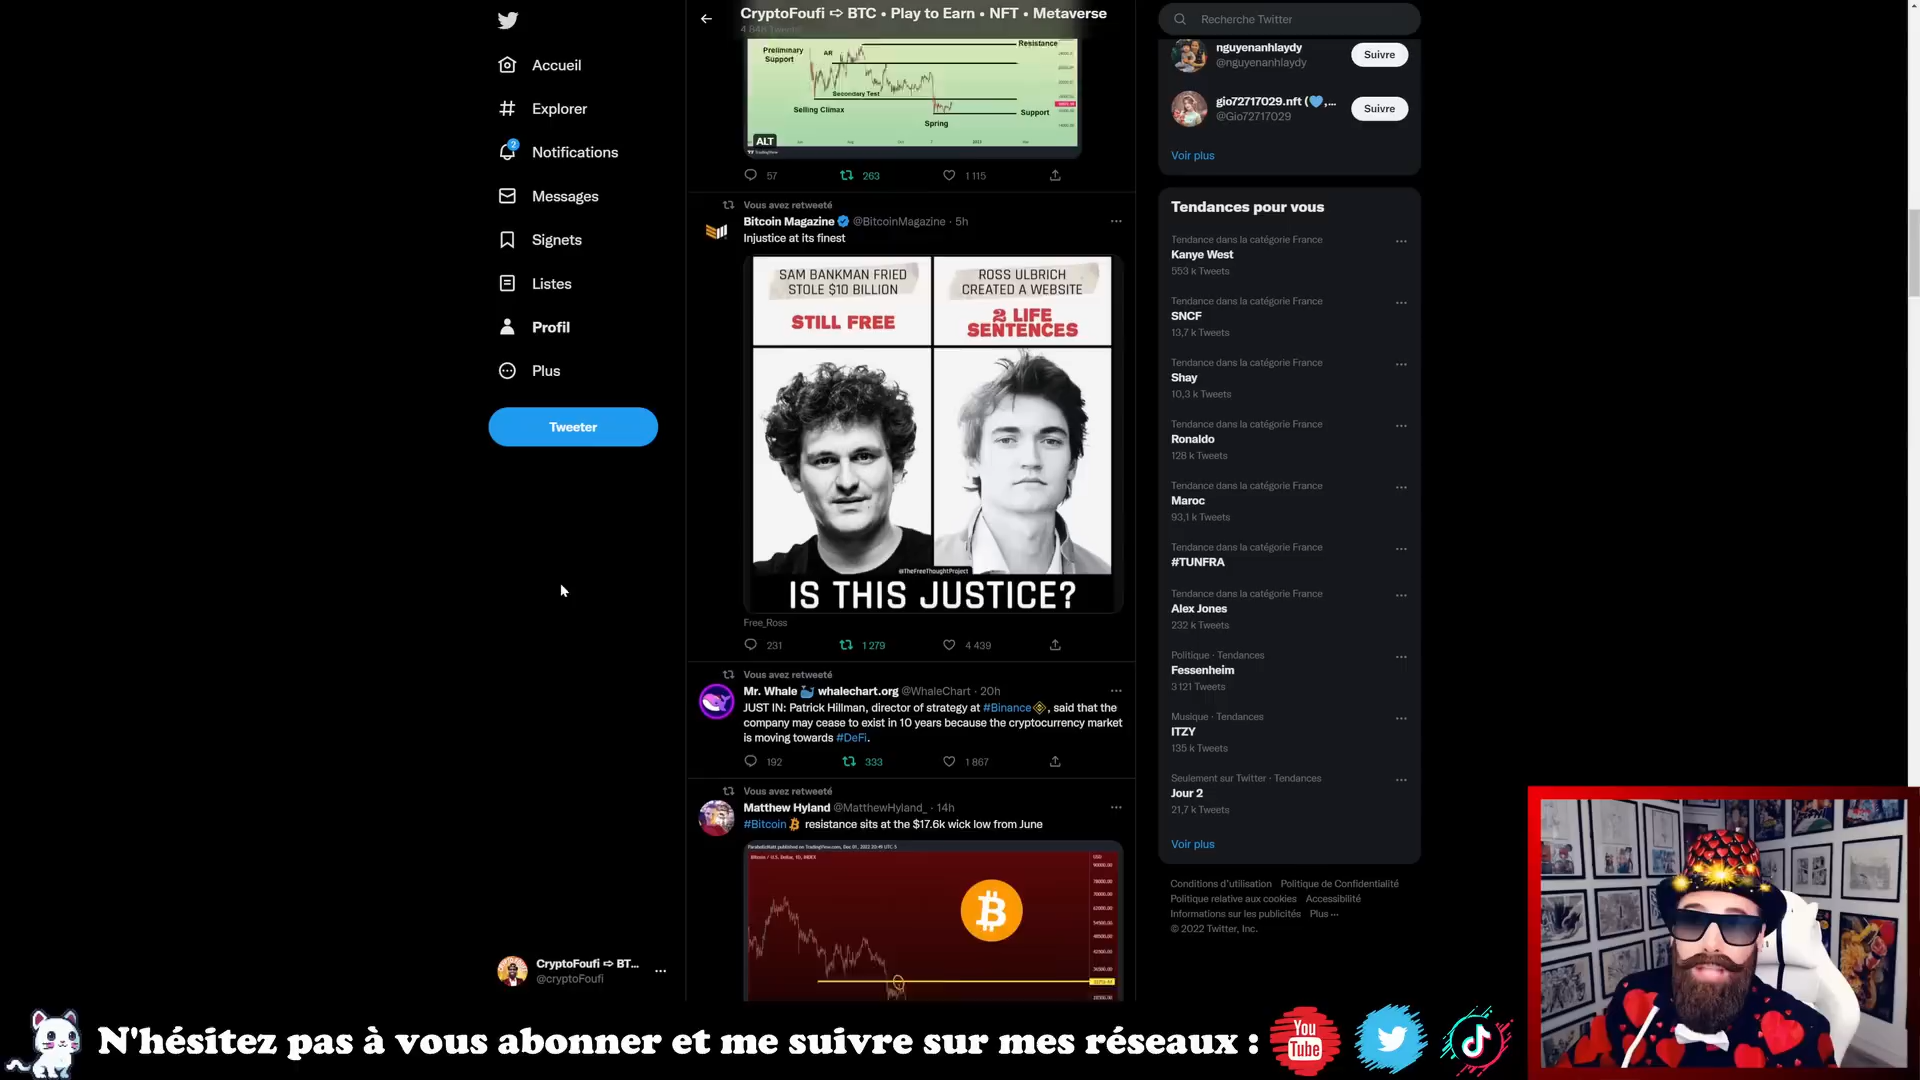 Accueil
Explorer
2
Notifications
Messages
Signets
Listes
Profil
Plus
Tweeter
CryptoFoufi ➪ BT...
@cryptoFoufi
CryptoFoufi ➪ BTC • Play to Earn • NFT • Metaverse
Preliminary
Support
AR
Resistance
Secondary Test
Selling Climax
Support
Spring
ALT
TradingView
57
263
1 115
Vous avez retweeté
Bitcoin Magazine @BitcoinMagazine · 5h
Injustice at its finest
SAM BANKMAN FRIED
STOLE $10 BILLION
STILL FREE
ROSS ULBRICH
CREATED A WEBSITE
2 LIFE
SENTENCES
@TheFreeThoughtProject
IS THIS JUSTICE?
Free_Ross
231
1 279
4 439
Vous avez retweeté
Mr. Whale 🐳 whalechart.org @WhaleChart · 20h
JUST IN: Patrick Hillman, director of strategy at #Binance, said that the
company may cease to exist in 10 years because the cryptocurrency market
is moving towards #DeFi.
192
333
1 867
Vous avez retweeté
Matthew Hyland @MatthewHyland_ · 14h
#Bitcoin resistance sits at the $17.6k wick low from June
Recherche Twitter
nguyenanhlaydy
@nguyenanhlaydy
Suivre
gio72717029.nft (💙,...
@Gio72717029
Suivre
Voir plus
Tendances pour vous
Tendance dans la catégorie France
Kanye West
553 k Tweets
Tendance dans la catégorie France
SNCF
13,7 k Tweets
Tendance dans la catégorie France
Shay
10,3 k Tweets
Tendance dans la catégorie France
Ronaldo
128 k Tweets
Tendance dans la catégorie France
Maroc
93,1 k Tweets
Tendance dans la catégorie France
#TUNFRA
Tendance dans la catégorie France
Alex Jones
232 k Tweets
Politique · Tendances
Fessenheim
3 121 Tweets
Musique · Tendances
ITZY
135 k Tweets
Seulement sur Twitter · Tendances
Jour 2
21,7 k Tweets
Voir plus
Conditions d'utilisation Politique de Confidentialité
Politique relative aux cookies Accessibilité
Informations sur les publicités Plus ···
© 2022 Twitter, Inc.
N'hésitez pas à vous abonner et me suivre sur mes réseaux :
You
Tube